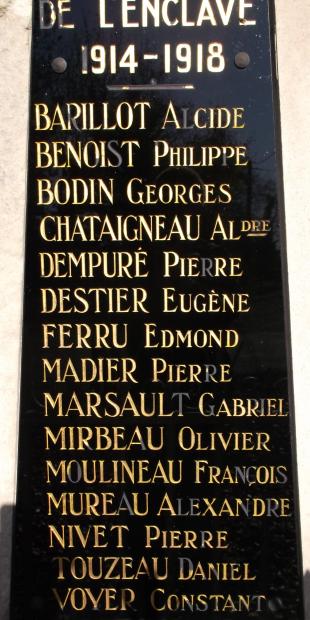 DE L'ENCLAVE
1914-1918
BARILLOT ALCIDE
BENOIST PHILIPPE
BODIN GEORGES
CHATAIGNEAU ALDRE
DEMPURÉ PIERRE
DESTIER EUGÈNE
FERRU EDMOND
MADIER PIERRE
MARSAULT GABRIEL
MIRBEAU OLIVIER
MOULINEAU FRANÇOIS
MUREAU ALEXANDRE
NIVET PIERRE
TOUZEAU DANIEL
VOYER CONSTANT